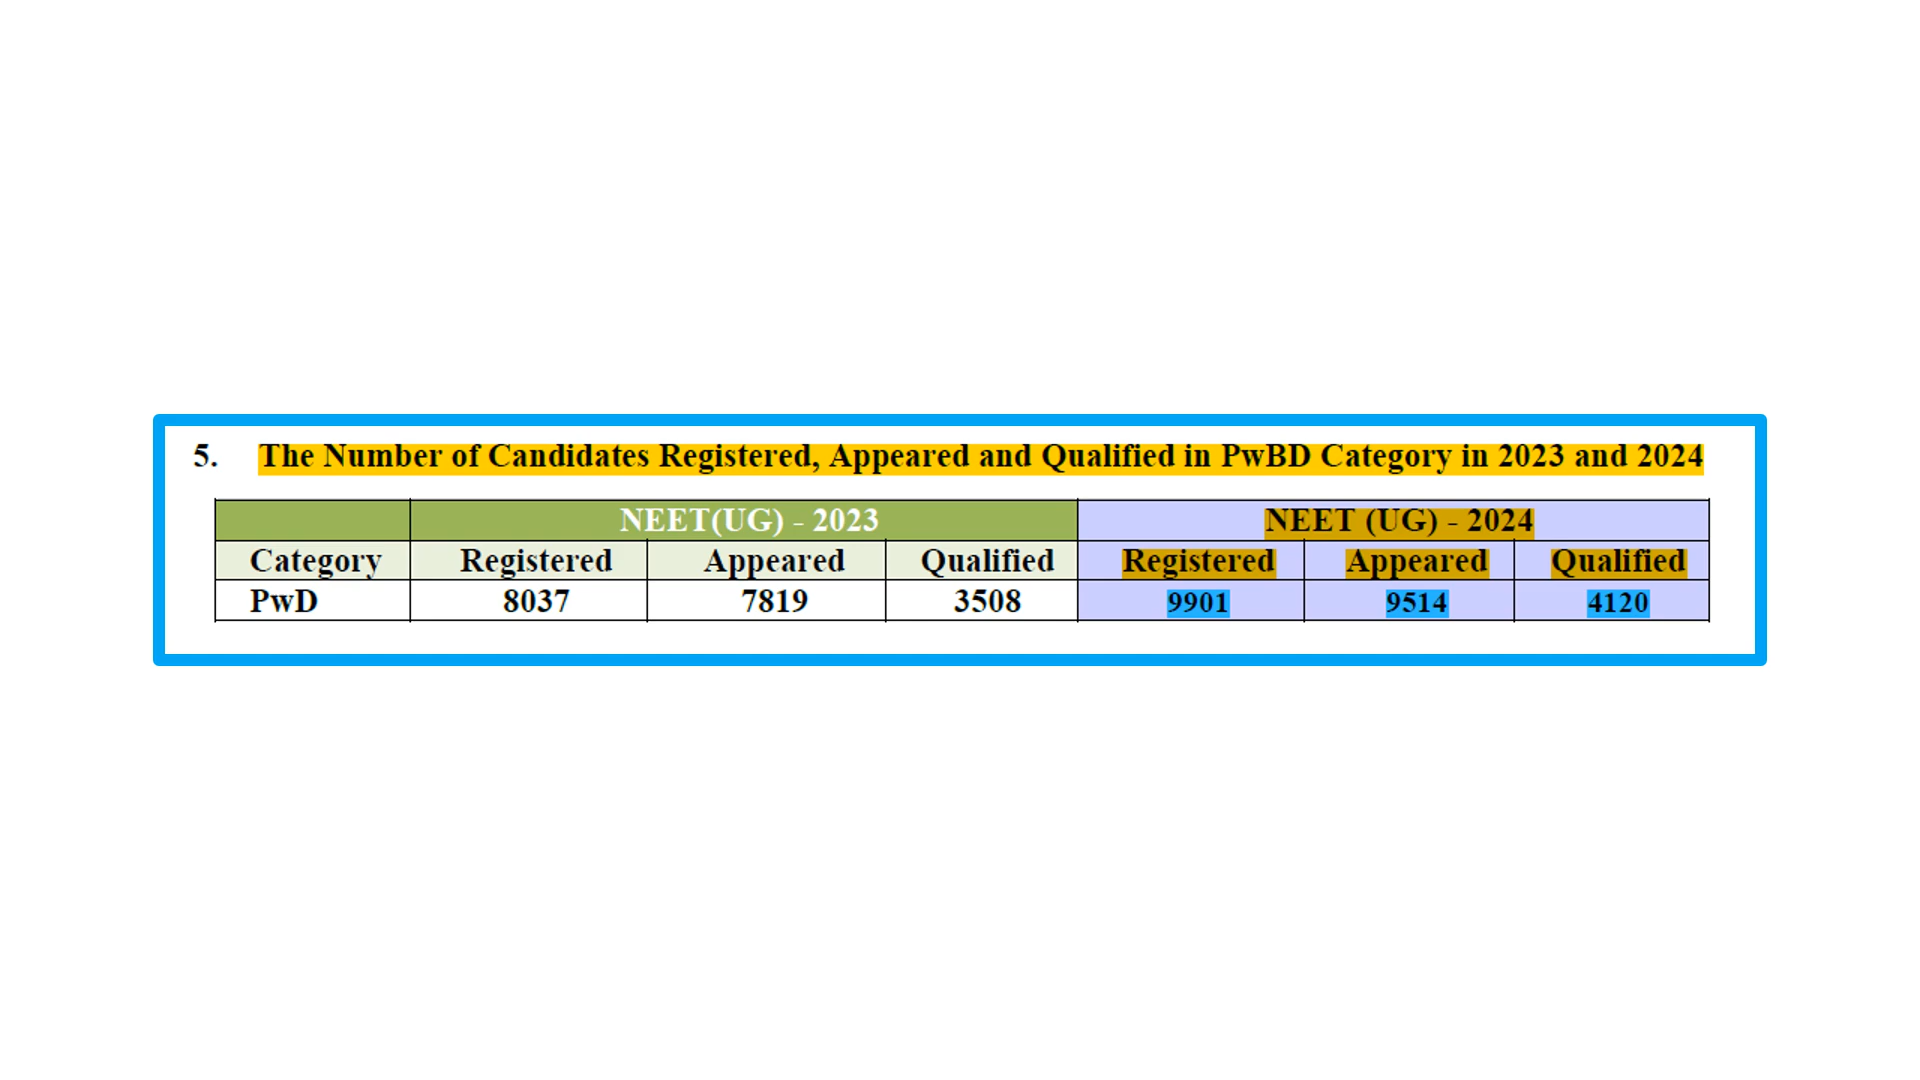 5. The Number of Candidates Registered, Appeared and Qualified in PwBD Category in 2023 and 2024
NEET(UG) - 2023 NEET (UG) - 2024
Category Registered Appeared Qualified Registered Appeared Qualified
PwD 8037 7819 3508 9901 9514 4120